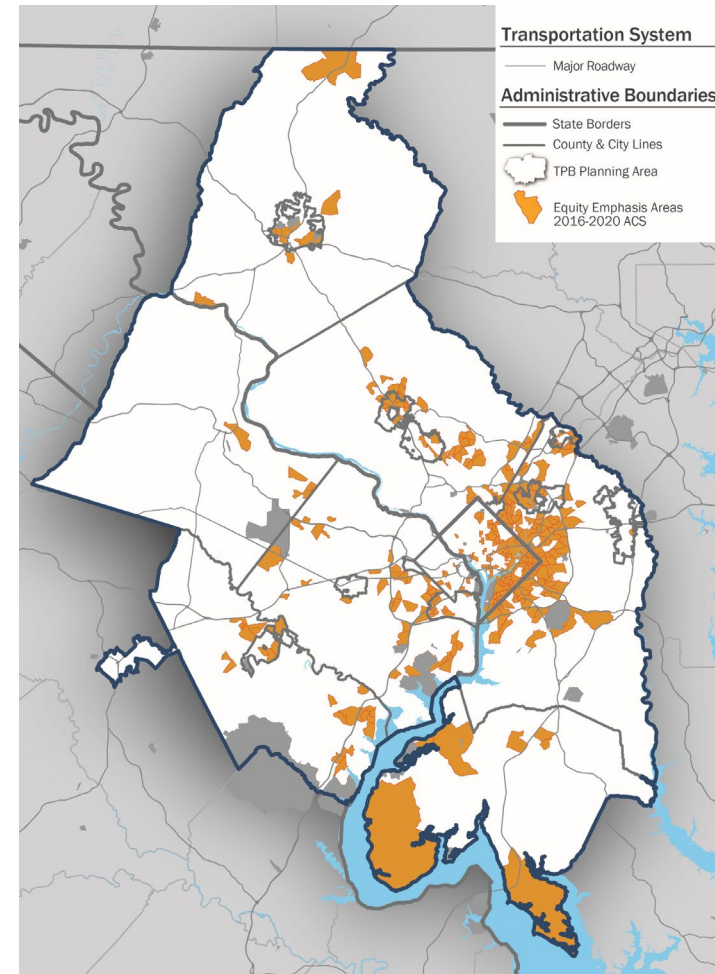 Transportation System
Major Roadway
Administrative Boundaries
State Borders
County & City Lines
TPB Planning Area
Equity Emphasis Areas
2016-2020 ACS